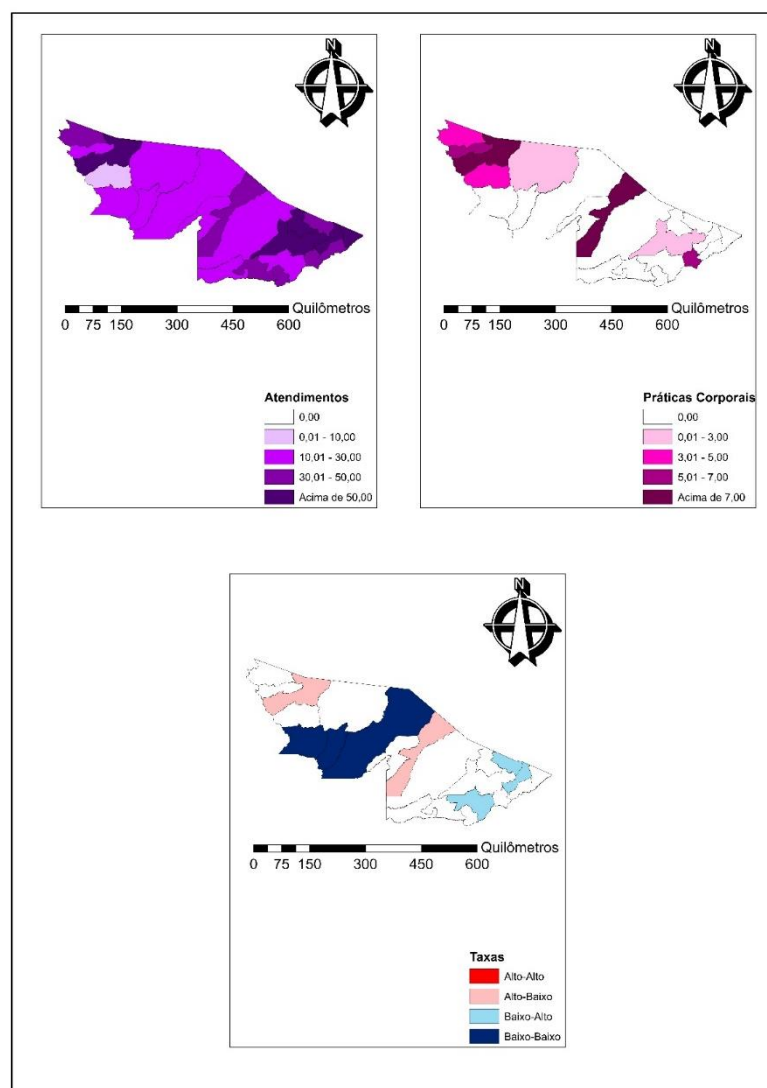 N
Quilômetros
0 75 150 300 450 600
Atendimentos
0,00
0,01 - 10,00
10,01 - 30,00
30,01 - 50,00
Acima de 50,00
N
Quilômetros
0 75 150 300 450 600
Práticas Corporais
0,00
0,01 - 3,00
3,01 - 5,00
5,01 - 7,00
Acima de 7,00
N
Quilômetros
0 75 150 300 450 600
Taxas
Alto-Alto
Alto-Baixo
Baixo-Alto
Baixo-Baixo